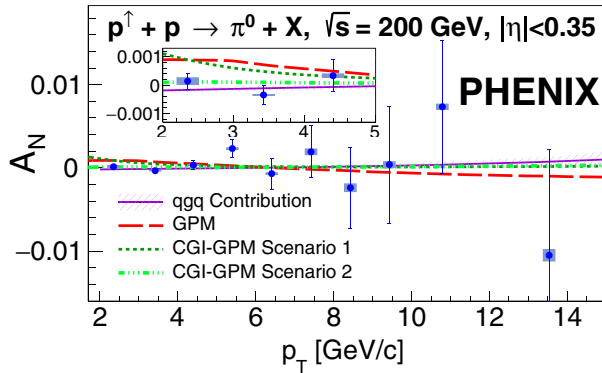 p↑ + p → π⁰ + X, √s = 200 GeV, |η|<0.35
0.001
0
−0.001
2 3 4 5
PHENIX
0.01
0
−0.01
A_N
qgq Contribution
GPM
CGI-GPM Scenario 1
CGI-GPM Scenario 2
2 4 6 8 10 12 14
p_T [GeV/c]